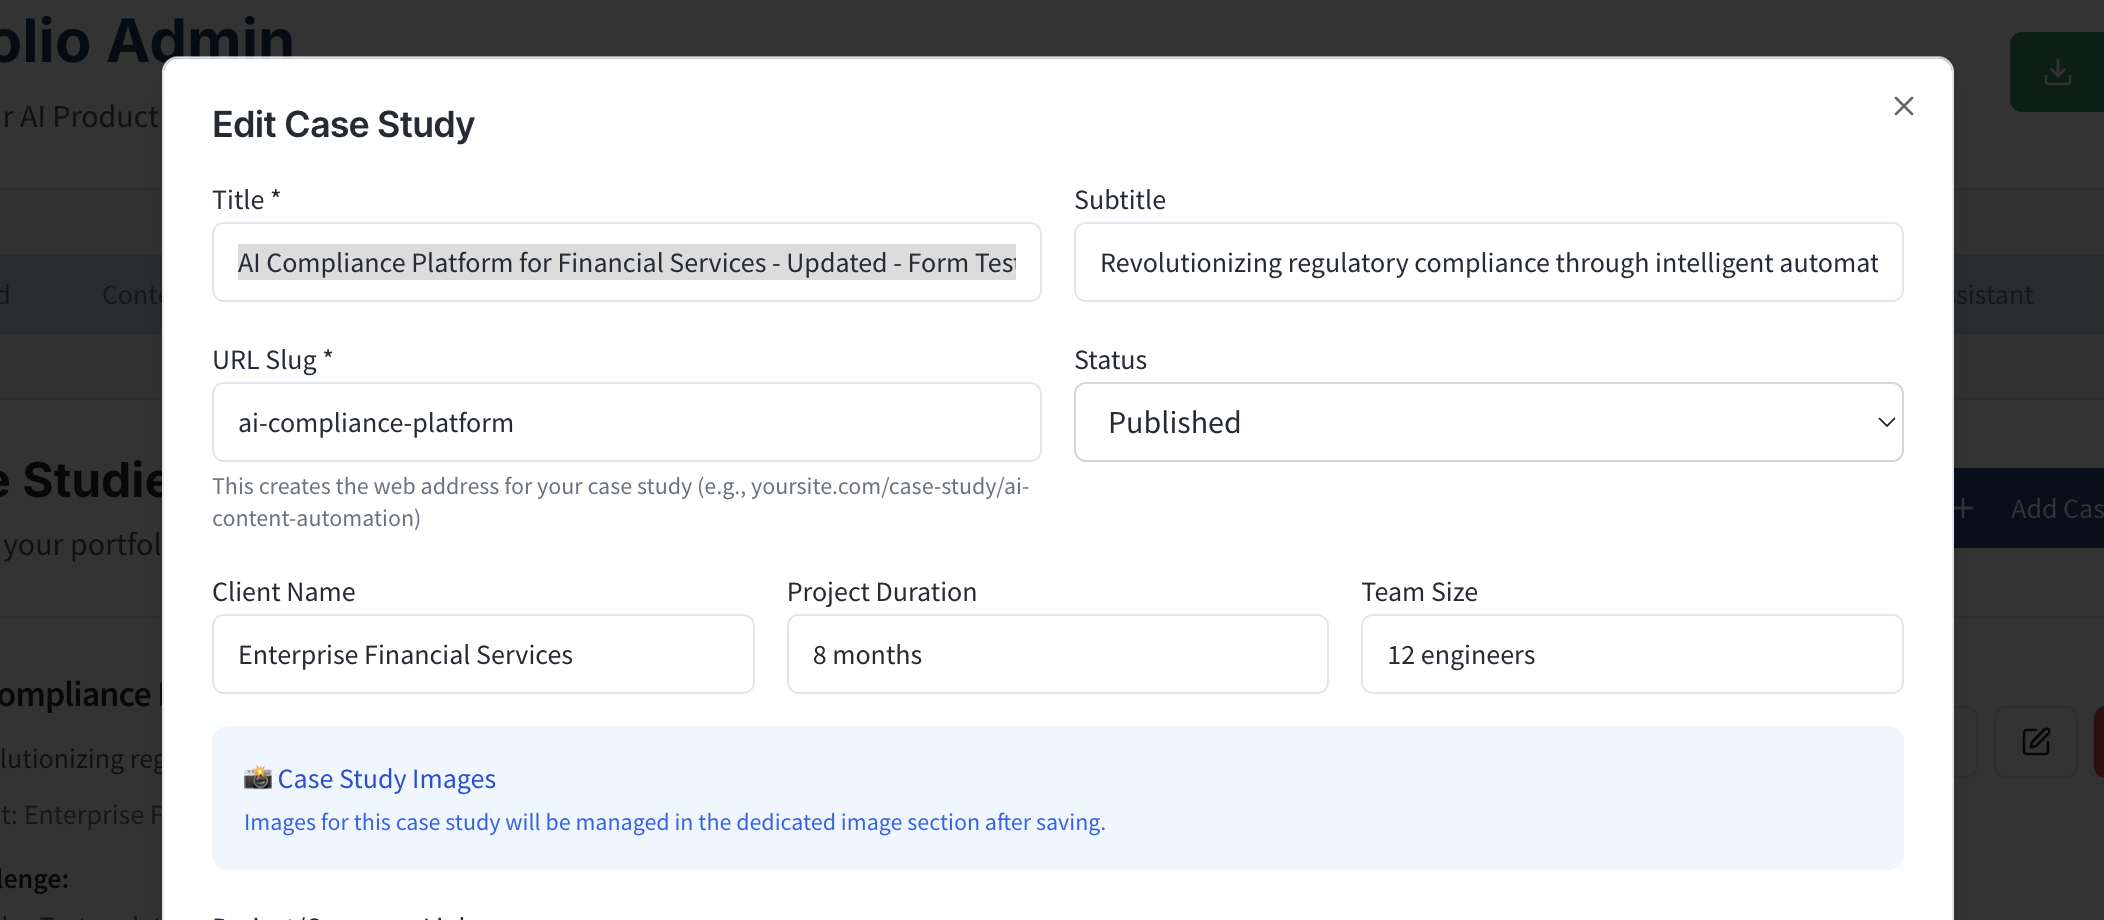 olio Admin
r AI Product
Edit Case Study
Title *
Subtitle
AI Compliance Platform for Financial Services - Updated - Form Test
Revolutionizing regulatory compliance through intelligent automat
d
Conte
sistant
URL Slug *
Status
ai-compliance-platform
Published
This creates the web address for your case study (e.g., yoursite.com/case-study/ai-
content-automation)
e Studie
your portfol
Add Cas
Client Name
Project Duration
Team Size
Enterprise Financial Services
8 months
12 engineers
ompliance
lutionizing reg
t: Enterprise F
Case Study Images
Images for this case study will be managed in the dedicated image section after saving.
lenge: